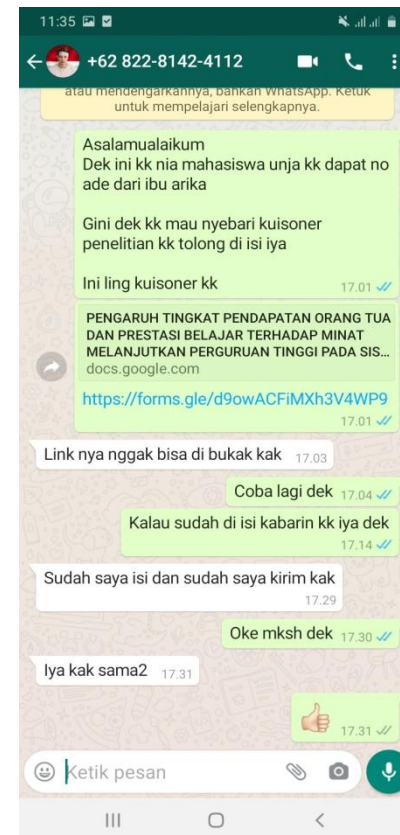 11:35
+62 822-8142-4112
atau mendengarkannya, bahkan WhatsApp. Ketuk
untuk mempelajari selengkapnya.
Asalamualaikum
Dek ini kk nia mahasiswa unja kk dapat no
ade dari ibu arika
Gini dek kk mau nyebari kuisoner
penelitian kk tolong di isi iya
Ini ling kuisoner kk
17.01
PENGARUH TINGKAT PENDAPATAN ORANG TUA
DAN PRESTASI BELAJAR TERHADAP MINAT
MELANJUTKAN PERGURUAN TINGGI PADA SIS...
docs.google.com
https://forms.gle/d9owACFiMXh3V4WP9
17.01
Link nya nggak bisa di bukak kak 17.03
Coba lagi dek 17.04
Kalau sudah di isi kabarin kk iya dek
17.14
Sudah saya isi dan sudah saya kirim kak
17.29
Oke mksh dek 17.30
Iya kak sama2 17.31
17.31
Ketik pesan